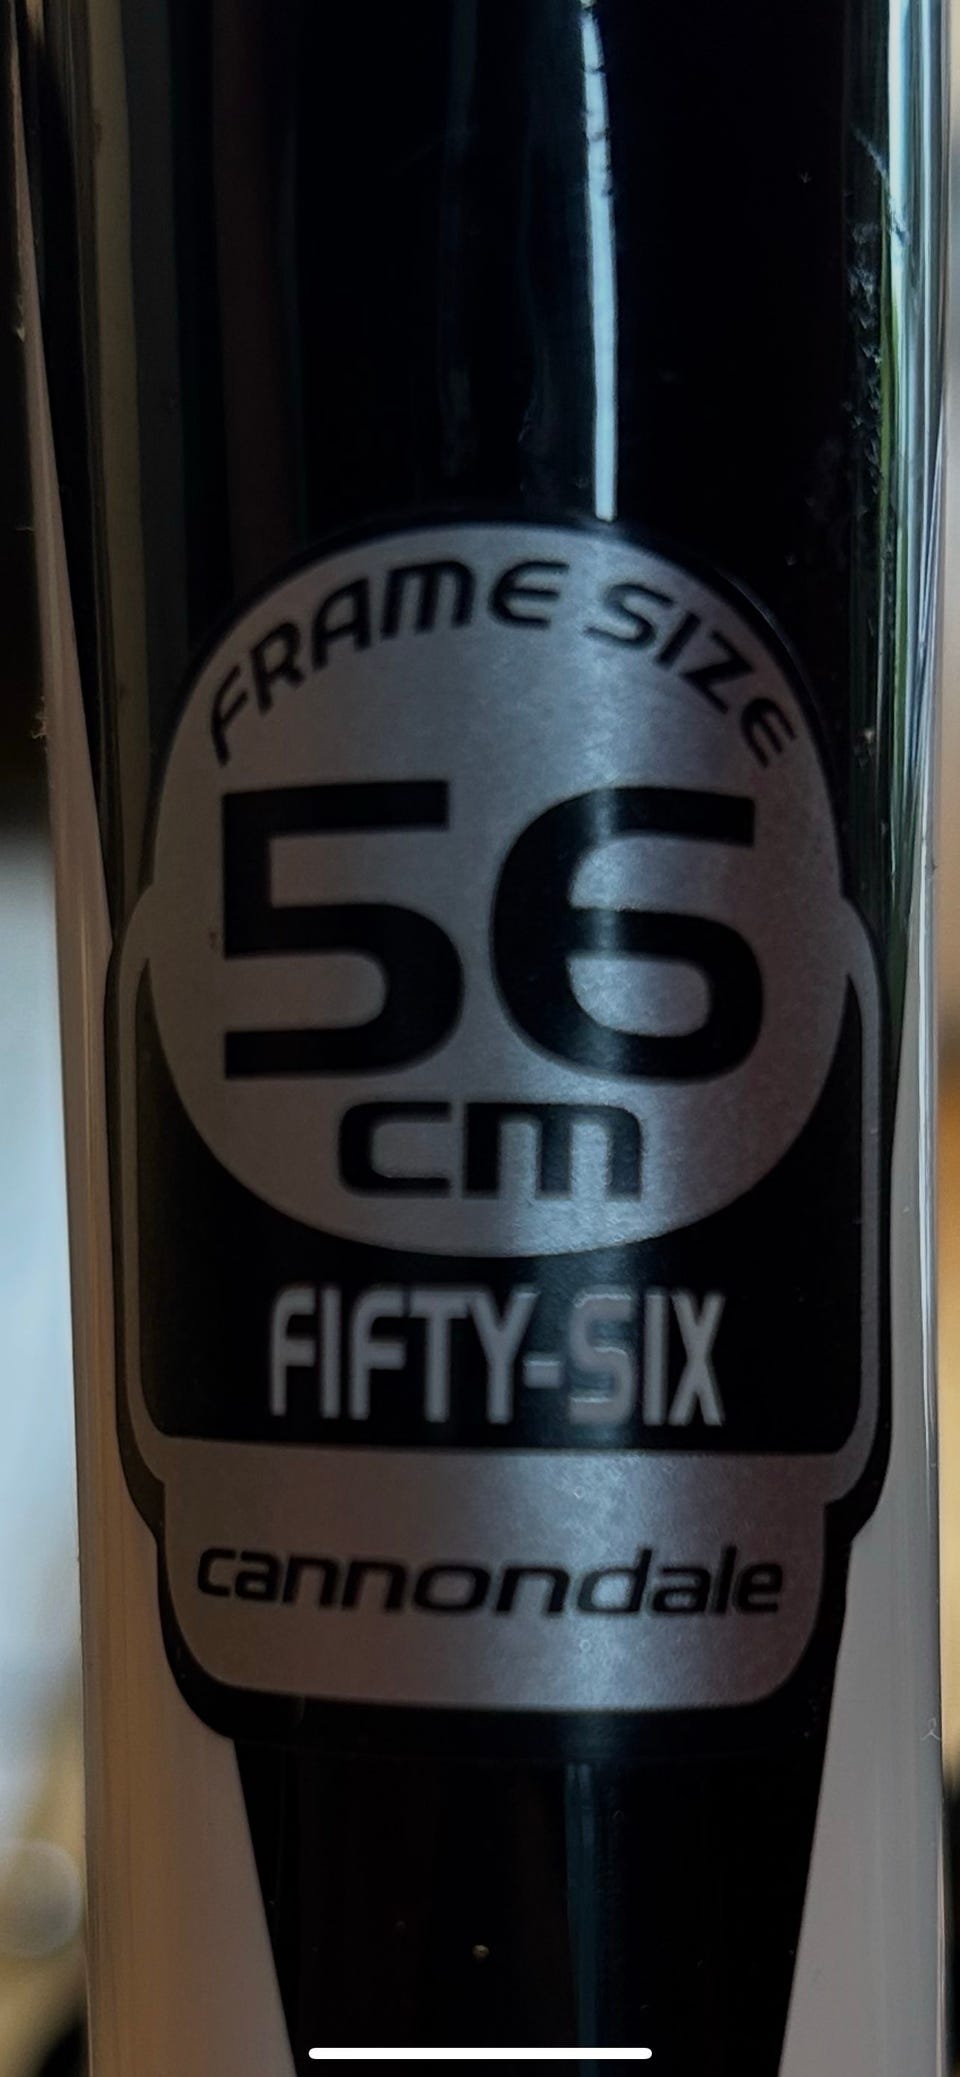 FRAME SIZE
56
cm
FIFTY-SIX
cannondale